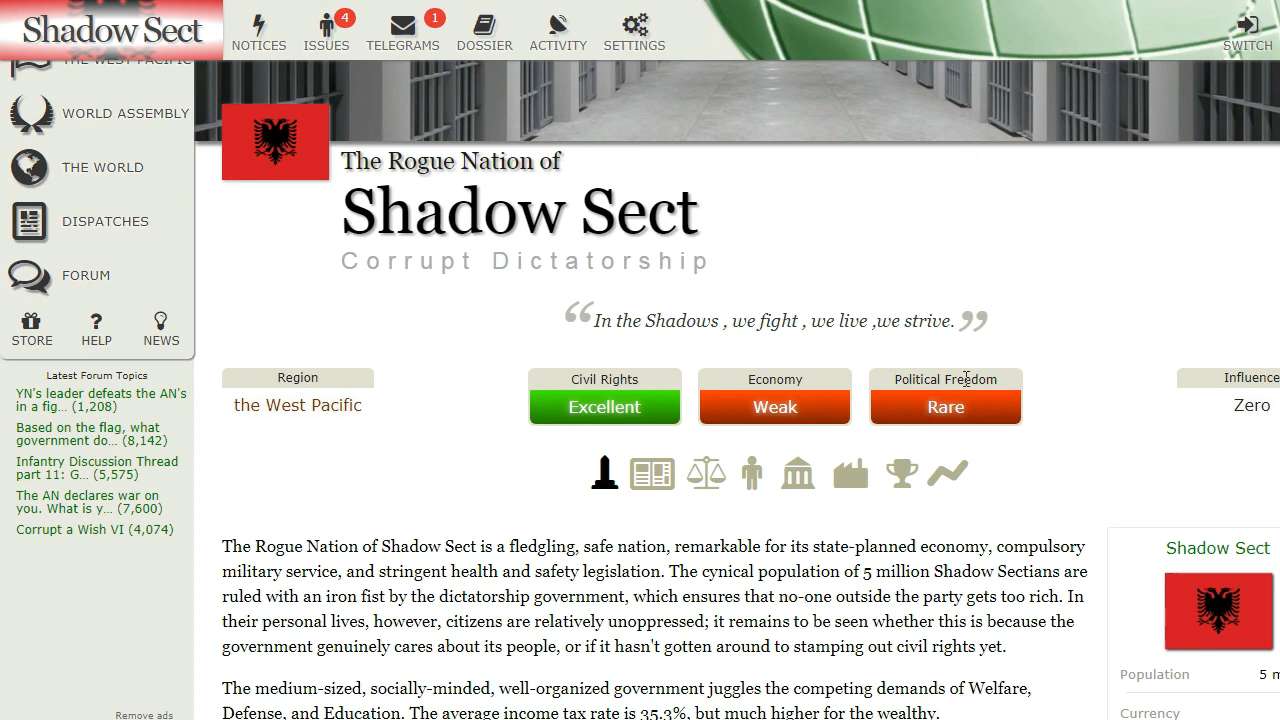 Shadow Sect
NOTICES
ISSUES
4
TELEGRAMS
1
DOSSIER
ACTIVITY
SETTINGS
SWITCH
THE WEST PACIFIC
WORLD ASSEMBLY
THE WORLD
DISPATCHES
FORUM
STORE
HELP
NEWS
Latest Forum Topics
YN's leader defeats the AN's
in a fig... (1,208)
Based on the flag, what
government do... (8,142)
Infantry Discussion Thread
part 11: G... (5,575)
The AN declares war on
you. What is y... (7,600)
Corrupt a Wish VI (4,074)
Remove ads
The Rogue Nation of
Shadow Sect
Corrupt Dictatorship
“In the Shadows , we fight , we live ,we strive.”
Region
the West Pacific
Civil Rights
Excellent
Economy
Weak
Political Freedom
Rare
Influence
Zero
The Rogue Nation of Shadow Sect is a fledgling, safe nation, remarkable for its state-planned economy, compulsory
military service, and stringent health and safety legislation. The cynical population of 5 million Shadow Sectians are
ruled with an iron fist by the dictatorship government, which ensures that no-one outside the party gets too rich. In
their personal lives, however, citizens are relatively unoppressed; it remains to be seen whether this is because the
government genuinely cares about its people, or if it hasn't gotten around to stamping out civil rights yet.
The medium-sized, socially-minded, well-organized government juggles the competing demands of Welfare,
Defense, and Education. The average income tax rate is 35.3%, but much higher for the wealthy.
Shadow Sect
Population 5 m
Currency